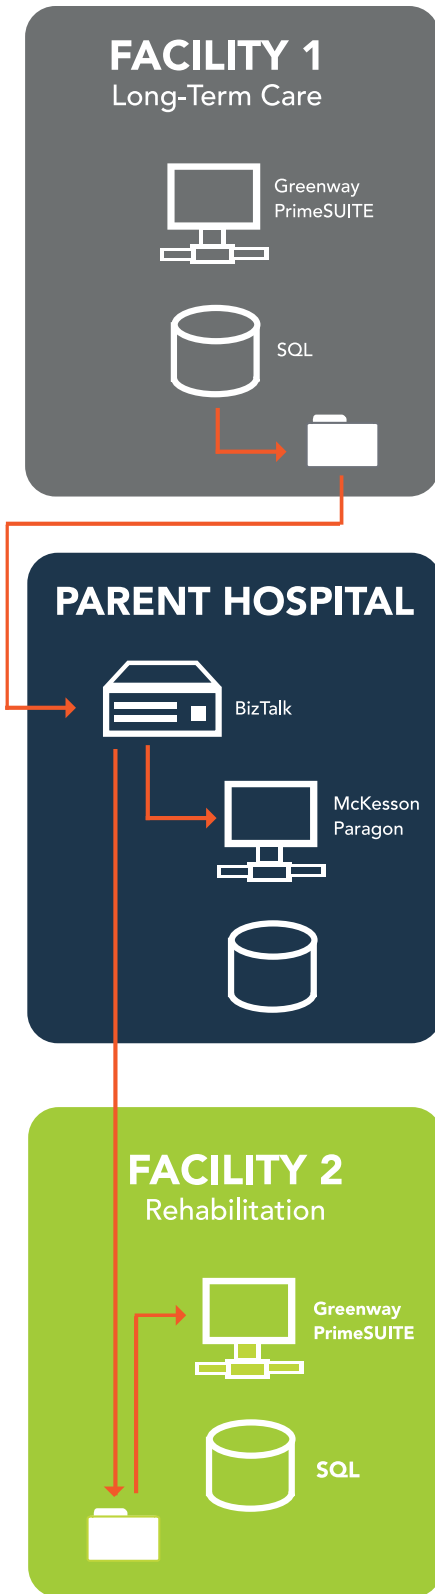 FACILITY 1
Long-Term Care
Greenway
PrimeSUITE
SQL
PARENT HOSPITAL
BizTalk
McKesson
Paragon
FACILITY 2
Rehabilitation
Greenway
PrimeSUITE
SQL